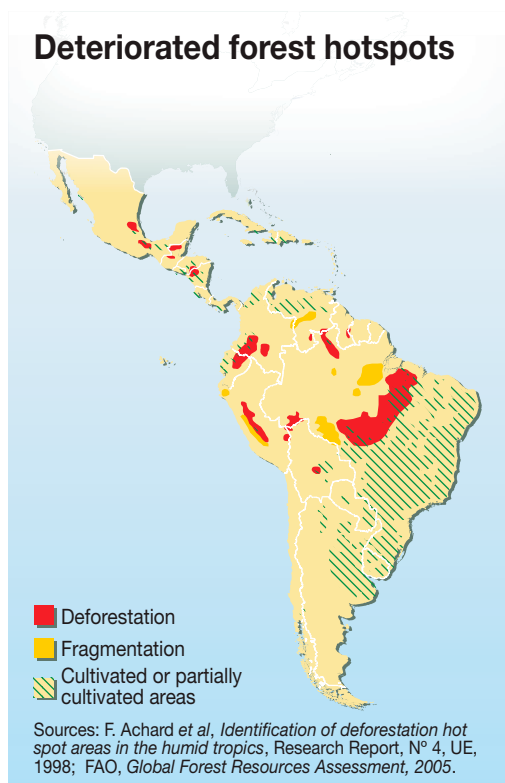 Deteriorated forest hotspots
Deforestation
Fragmentation
Cultivated or partially
cultivated areas
Sources: F. Achard et al, Identification of deforestation hot
spot areas in the humid tropics, Research Report, Nº 4, UE,
1998; FAO, Global Forest Resources Assessment, 2005.